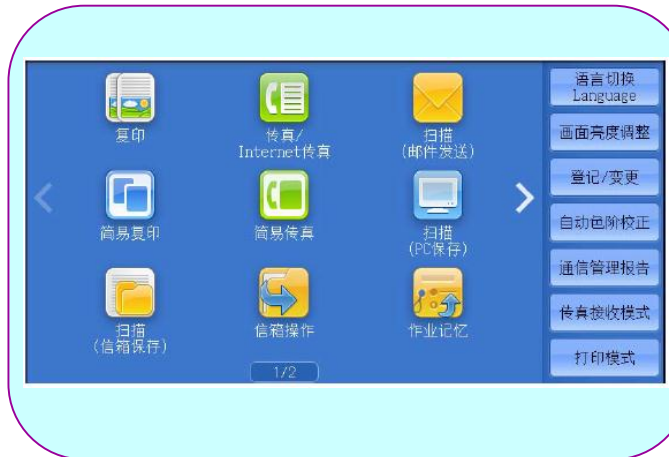 复印
传真/
Internet传真
扫描
(邮件发送)
简易复印
简易传真
扫描
(PC保存)
扫描
(信箱保存)
信箱操作
作业记忆
1/2
语言切换
Language
画面亮度调整
登记/变更
自动色阶校正
通信管理报告
传真接收模式
打印模式